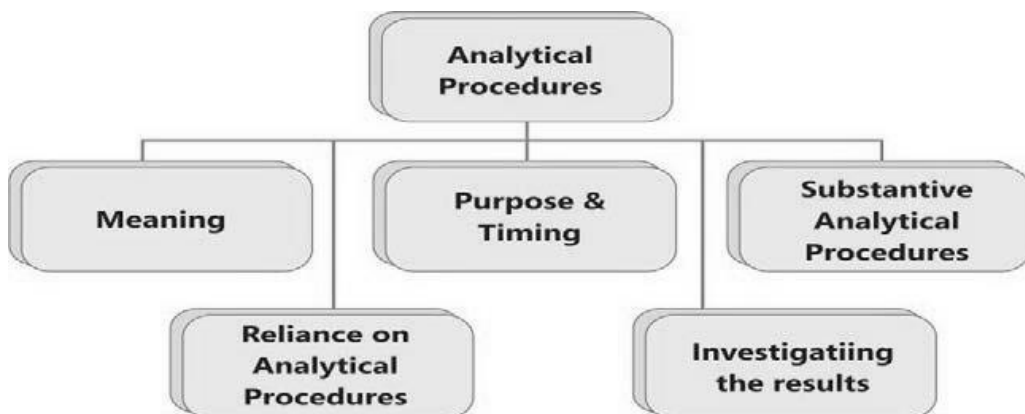 Analytical
Procedures
Meaning
Purpose &
Timing
Substantive
Analytical
Procedures
Reliance on
Analytical
Procedures
Investigatiing
the results